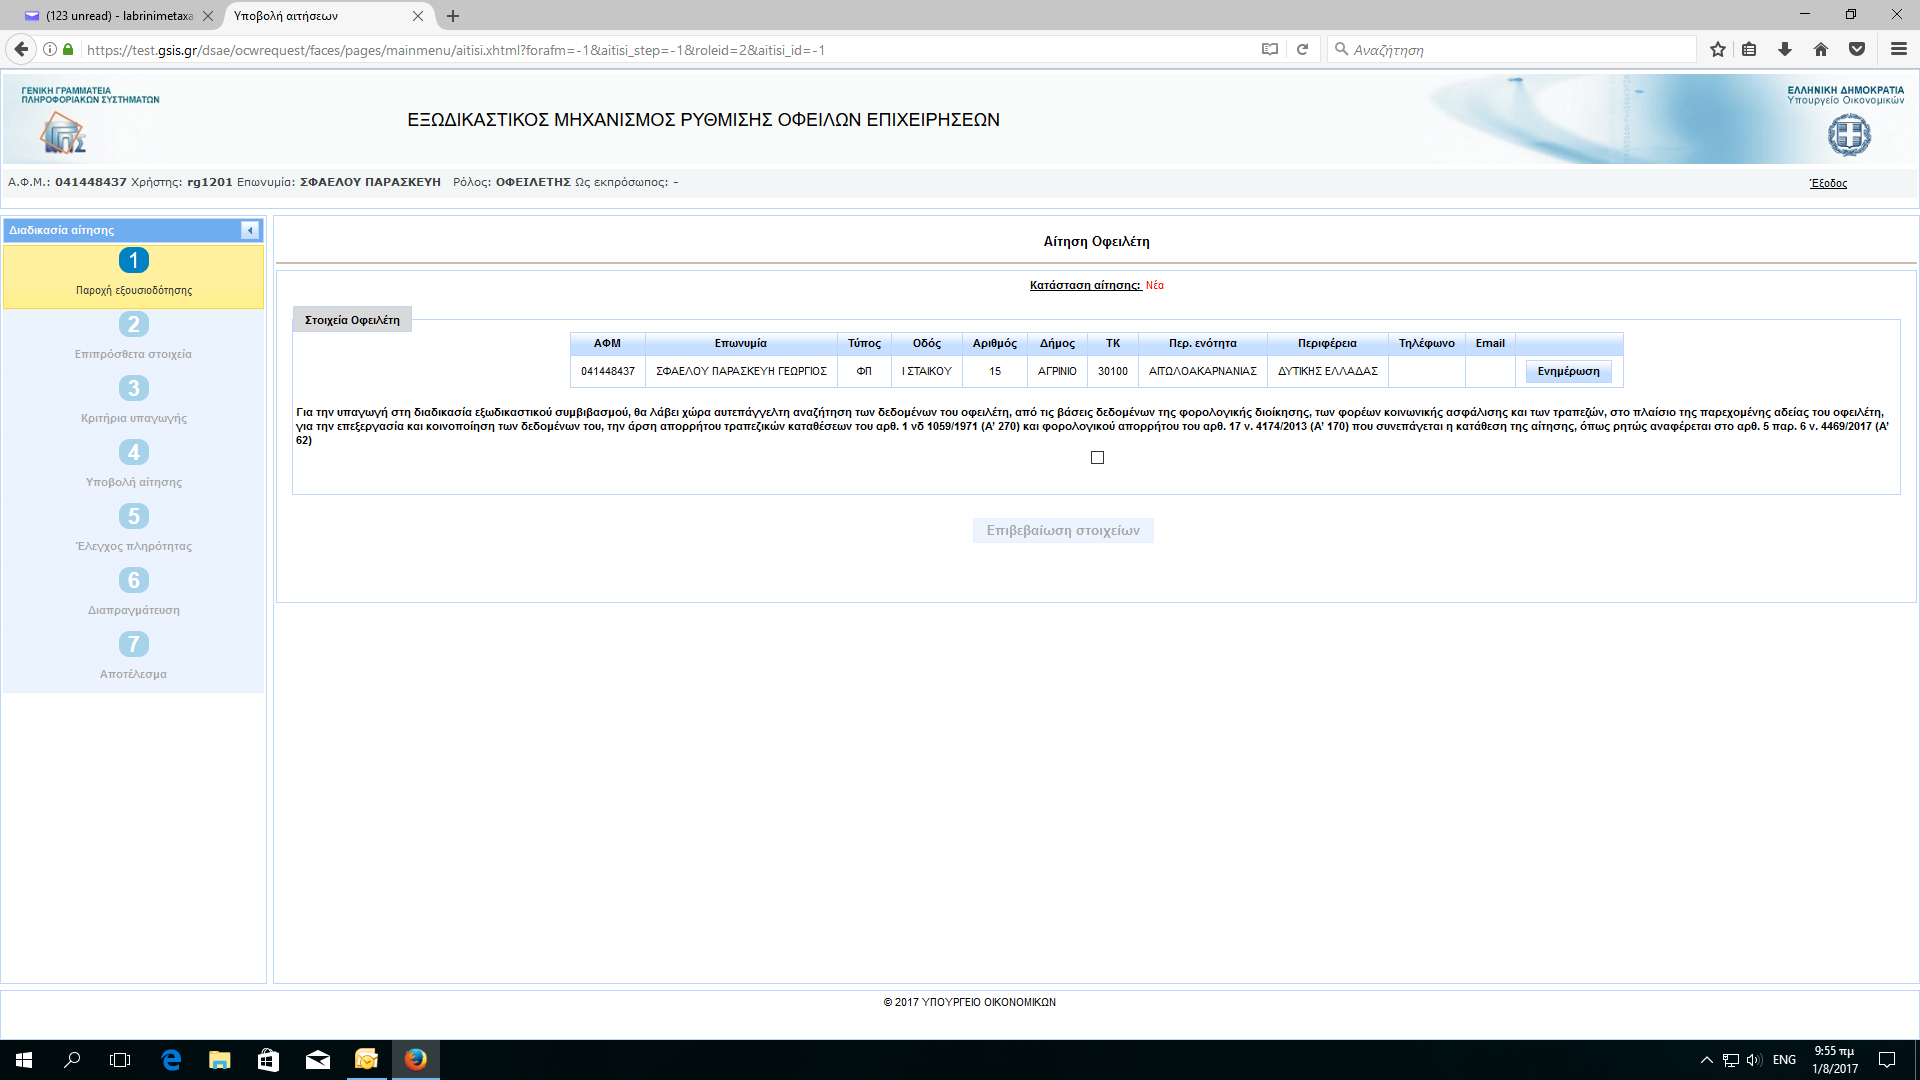 (123 unread) - labrinimetaxa
Υποβολή αιτήσεων
https://test.gsis.gr/dsae/ocwrequest/faces/pages/mainmenu/aitisi.xhtml?forafm=-1&aitisi_step=-1&roleid=2&aitisi_id=-1
Αναζήτηση
ΓΕΝΙΚΗ ΓΡΑΜΜΑΤΕΙΑ
ΠΛΗΡΟΦΟΡΙΑΚΩΝ ΣΥΣΤΗΜΑΤΩΝ
ΕΞΩΔΙΚΑΣΤΙΚΟΣ ΜΗΧΑΝΙΣΜΟΣ ΡΥΘΜΙΣΗΣ ΟΦΕΙΛΩΝ ΕΠΙΧΕΙΡΗΣΕΩΝ
ΕΛΛΗΝΙΚΗ ΔΗΜΟΚΡΑΤΙΑ
Υπουργείο Οικονομικών
Α.Φ.Μ.: 041448437 Χρήστης: rg1201 Επωνυμία: ΣΦΑΕΛΟΥ ΠΑΡΑΣΚΕΥΗ Ρόλος: ΟΦΕΙΛΕΤΗΣ Ως εκπρόσωπος: -
Έξοδος
Διαδικασία αίτησης
1
Παροχή εξουσιοδότησης
2
Επιπρόσθετα στοιχεία
3
Κριτήρια υπαγωγής
4
Υποβολή αίτησης
5
Έλεγχος πληρότητας
6
Διαπραγμάτευση
7
Αποτέλεσμα
Αίτηση Οφειλέτη
Κατάσταση αίτησης: Νέα
Στοιχεία Οφειλέτη
ΑΦΜ Επωνυμία Τύπος Οδός Αριθμός Δήμος ΤΚ Περ. ενότητα Περιφέρεια Τηλέφωνο Email
041448437 ΣΦΑΕΛΟΥ ΠΑΡΑΣΚΕΥΗ ΓΕΩΡΓΙΟΣ ΦΠ Ι ΣΤΑΙΚΟΥ 15 ΑΓΡΙΝΙΟ 30100 ΑΙΤΩΛΟΑΚΑΡΝΑΝΙΑΣ ΔΥΤΙΚΗΣ ΕΛΛΑΔΑΣ Ενημέρωση
Για την υπαγωγή στη διαδικασία εξωδικαστικού συμβιβασμού, θα λάβει χώρα αυτεπάγγελτη αναζήτηση των δεδομένων του οφειλέτη, από τις βάσεις δεδομένων της φορολογικής διοίκησης, των φορέων κοινωνικής ασφάλισης και των τραπεζών, στο πλαίσιο της παρεχομένης αδείας του οφειλέτη,
για την επεξεργασία και κοινοποίηση των δεδομένων του, την άρση απορρήτου τραπεζικών καταθέσεων του αρθ. 1 νδ 1059/1971 (Α’ 270) και φορολογικού απορρήτου του αρθ. 17 ν. 4174/2013 (Α’ 170) που συνεπάγεται η κατάθεση της αίτησης, όπως ρητώς αναφέρεται στο αρθ. 5 παρ. 6 ν. 4469/2017 (Α’
62)
Επιβεβαίωση στοιχείων
© 2017 ΥΠΟΥΡΓΕΙΟ ΟΙΚΟΝΟΜΙΚΩΝ
ENG
9:55 πμ
1/8/2017